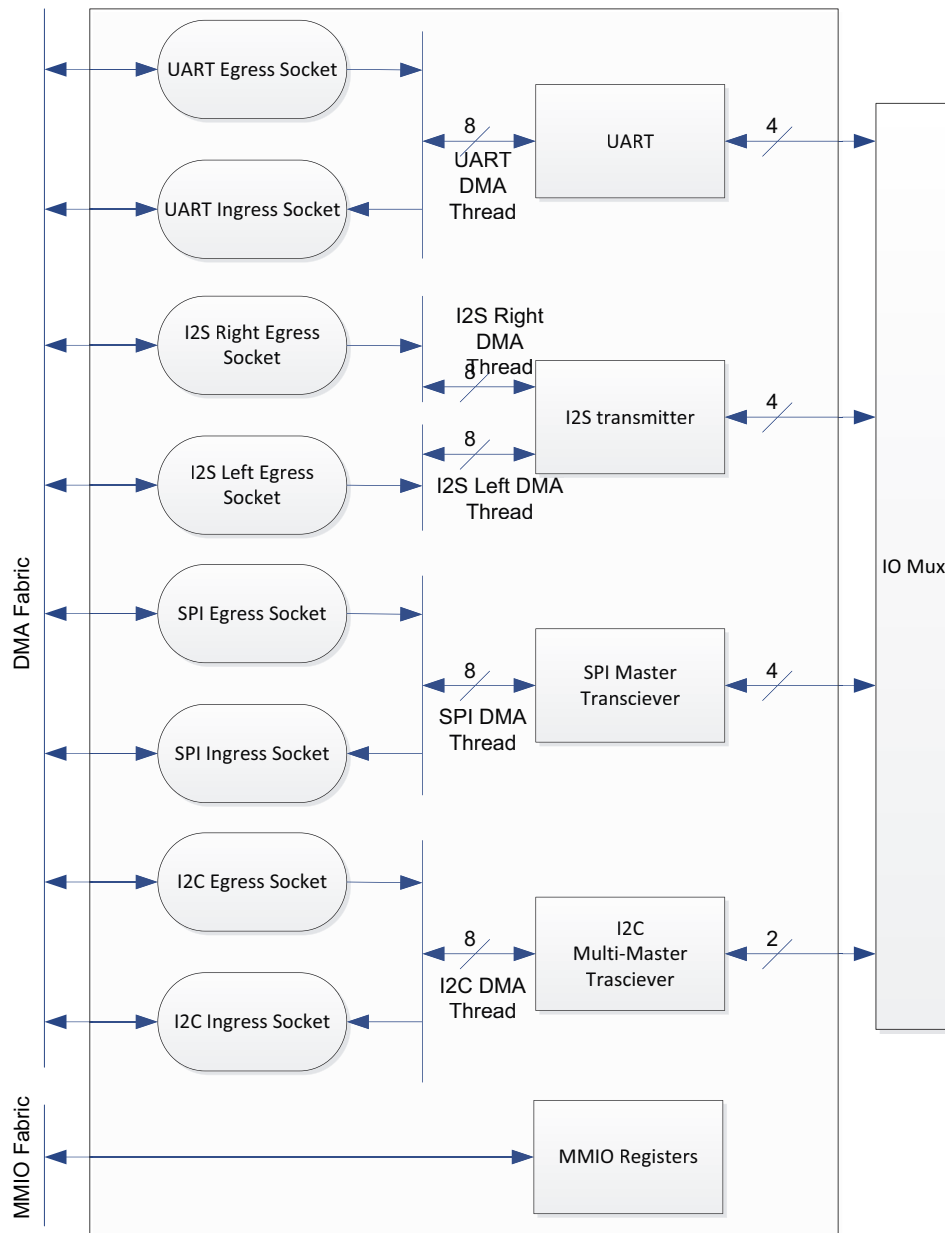 UART Egress Socket
8
UART
DMA
Thread
UART
4
UART Ingress Socket
I2S Right Egress
Socket
I2S Right
DMA
Thread
8
I2S transmitter
4
I2S Left Egress
Socket
8
I2S Left DMA
Thread
DMA Fabric
IO Mux
SPI Egress Socket
8
SPI DMA
Thread
SPI Master
Transciever
4
SPI Ingress Socket
I2C Egress Socket
8
I2C DMA
Thread
I2C
Multi-Master
Trasciever
2
I2C Ingress Socket
MMIO Fabric
MMIO Registers